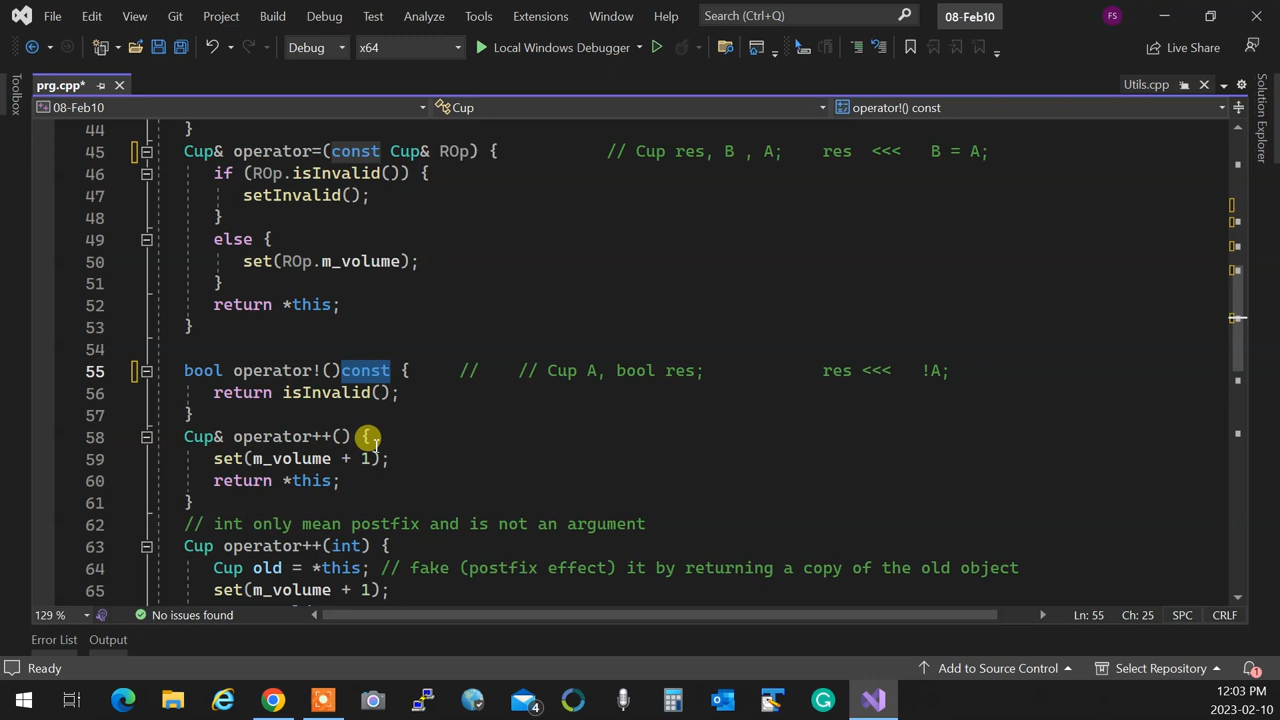 File Edit View Git Project Build Debug Test Analyze Tools Extensions Window Help Search (Ctrl+Q) 08-Feb10 FS
Debug x64 Local Windows Debugger Live Share
Toolbox
prg.cpp* Utils.cpp
Solution Explorer
08-Feb10 Cup operator!() const
44 }
45 Cup& operator=(const Cup& ROp) { // Cup res, B , A; res <<< B = A;
46 if (ROp.isInvalid()) {
47 setInvalid();
48 }
49 else {
50 set(ROp.m_volume);
51 }
52 return *this;
53 }
54
55 bool operator!()const { // // Cup A, bool res; res <<< !A;
56 return isInvalid();
57 }
58 Cup& operator++() {
59 set(m_volume + 1);
60 return *this;
61 }
62 // int only mean postfix and is not an argument
63 Cup operator++(int) {
64 Cup old = *this; // fake (postfix effect) it by returning a copy of the old object
65 set(m_volume + 1);
129 % No issues found Ln: 55 Ch: 25 SPC CRLF
Error List Output
Ready Add to Source Control Select Repository 1
4
12:03 PM
2023-02-10